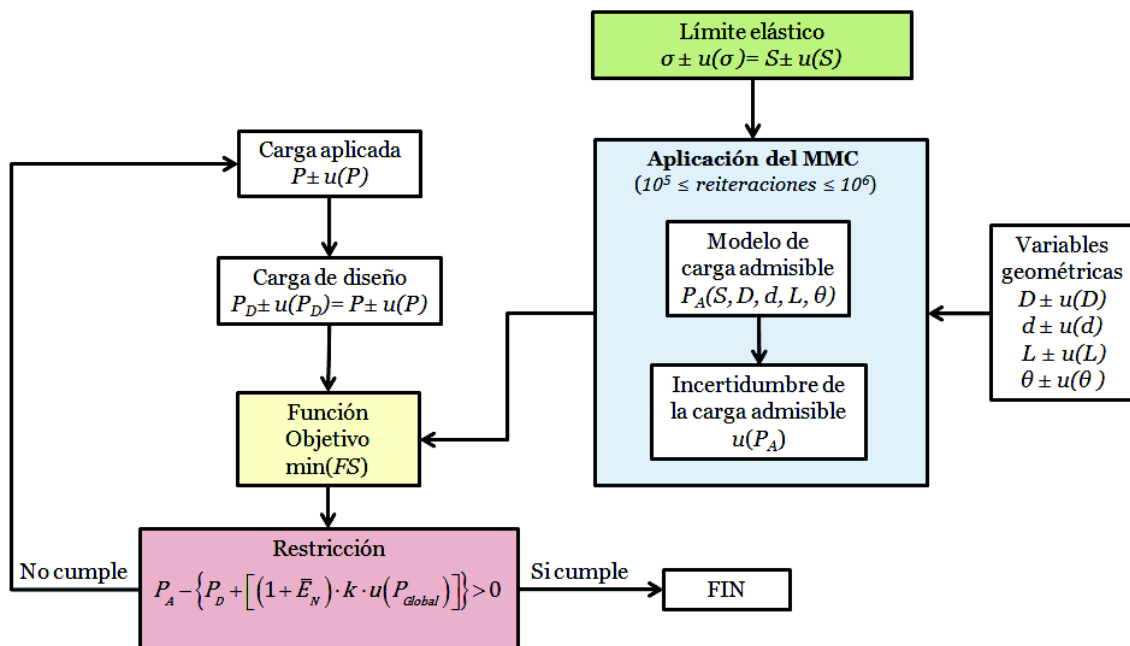 Límite elástico
σ ± u(σ)= S± u(S)
Carga aplicada
P± u(P)
Carga de diseño
P_D± u(P_D)= P± u(P)
Aplicación del MMC
(10⁵ ≤ reiteraciones ≤ 10⁶)
Modelo de
carga admisible
P_A(S, D, d, L, θ)
Incertidumbre de
la carga admisible
u(P_A)
Variables
geométricas
D ± u(D)
d ± u(d)
L ± u(L)
θ ± u(θ )
Función
Objetivo
min(FS)
Restricción
P_A − {P_D + [(1 + Ē_N) · k · u(P_Global)]} > 0
No cumple
Si cumple
FIN